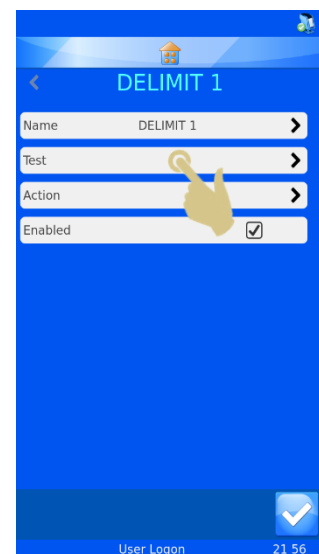 DELIMIT 1
Name DELIMIT 1
Test
Action
Enabled
User Logon 21 56